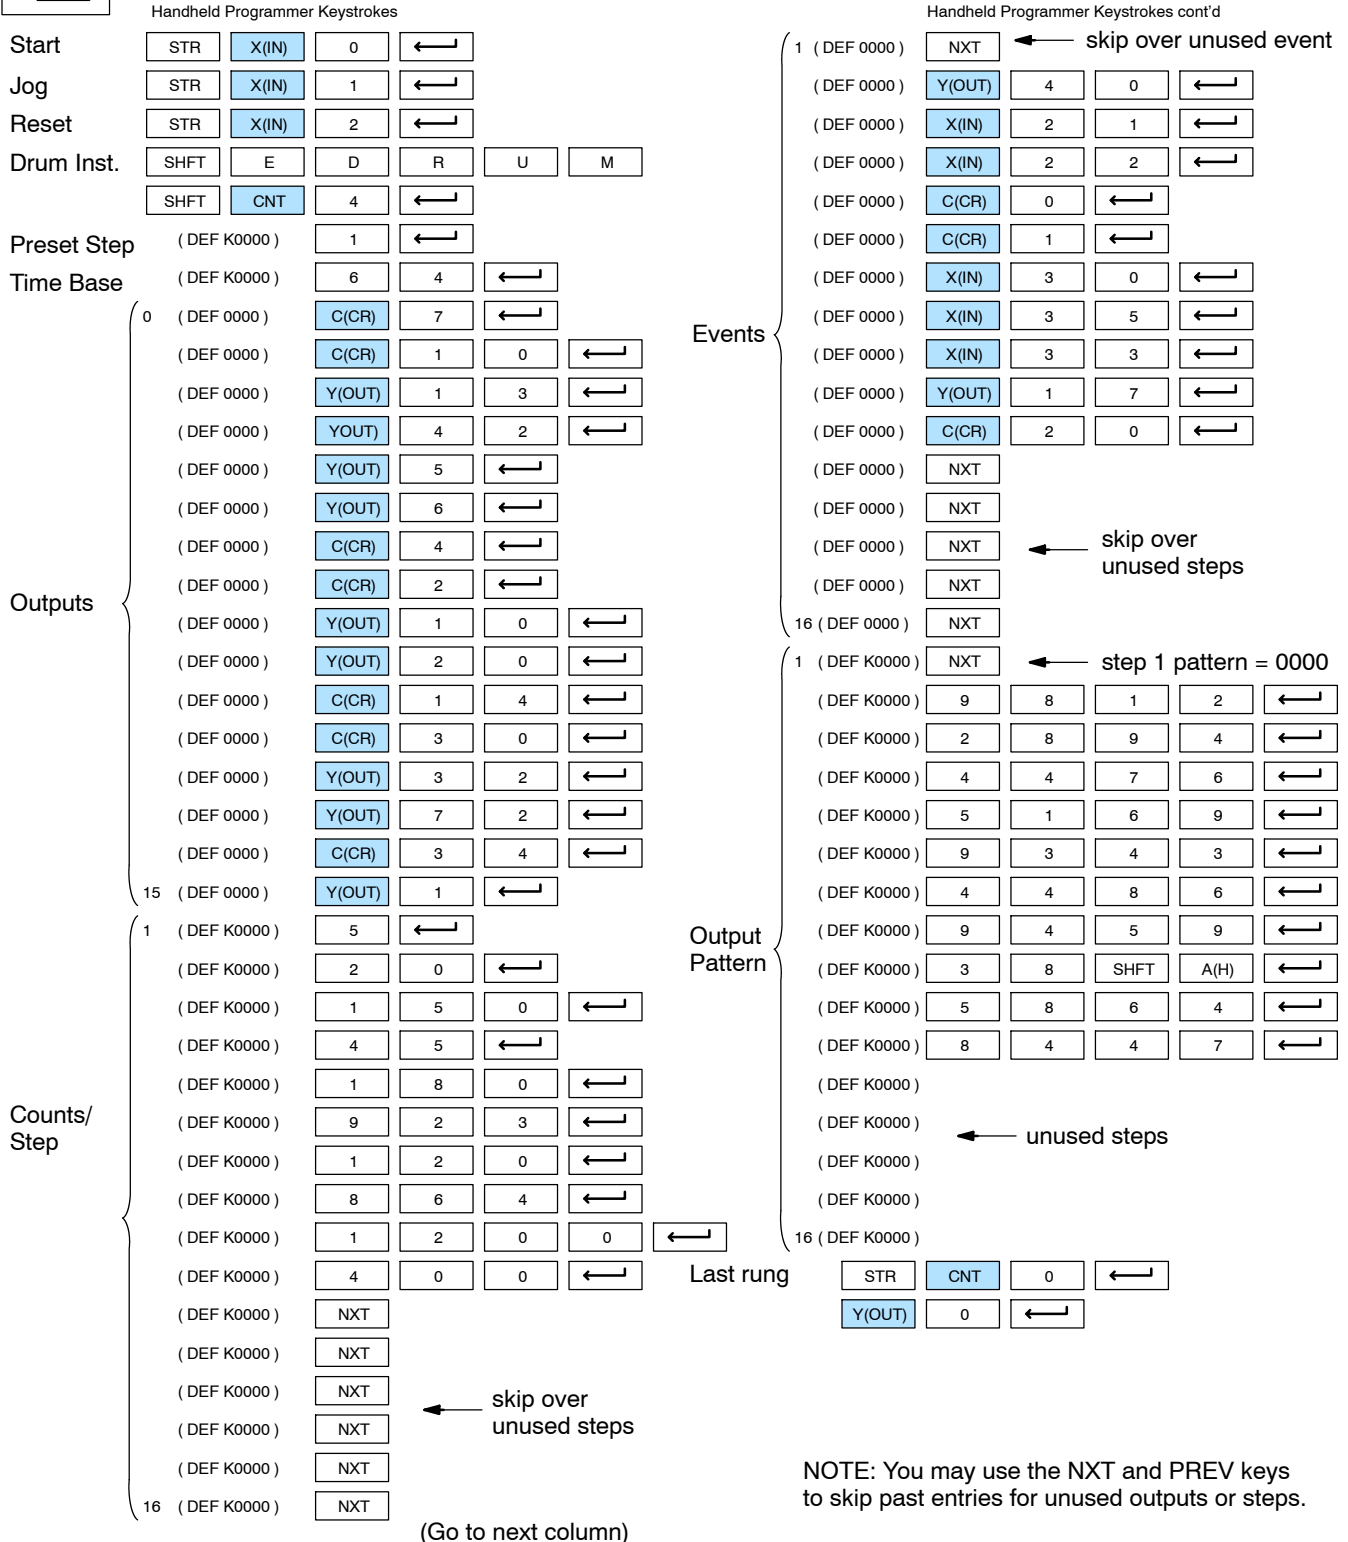 Handheld Programmer Keystrokes
Start STR X(IN) 0
Jog STR X(IN) 1
Reset STR X(IN) 2
Drum Inst. SHFT E D R U M
SHFT CNT 4
Preset Step ( DEF K0000 ) 1
Time Base ( DEF K0000 ) 6 4
Outputs
0 ( DEF 0000 ) C(CR) 7
( DEF 0000 ) C(CR) 1 0
( DEF 0000 ) Y(OUT) 1 3
( DEF 0000 ) YOUT) 4 2
( DEF 0000 ) Y(OUT) 5
( DEF 0000 ) Y(OUT) 6
( DEF 0000 ) C(CR) 4
( DEF 0000 ) C(CR) 2
( DEF 0000 ) Y(OUT) 1 0
( DEF 0000 ) Y(OUT) 2 0
( DEF 0000 ) C(CR) 1 4
( DEF 0000 ) C(CR) 3 0
( DEF 0000 ) Y(OUT) 3 2
( DEF 0000 ) Y(OUT) 7 2
( DEF 0000 ) C(CR) 3 4
15 ( DEF 0000 ) Y(OUT) 1
Counts/
Step
1 ( DEF K0000 ) 5
( DEF K0000 ) 2 0
( DEF K0000 ) 1 5 0
( DEF K0000 ) 4 5
( DEF K0000 ) 1 8 0
( DEF K0000 ) 9 2 3
( DEF K0000 ) 1 2 0
( DEF K0000 ) 8 6 4
( DEF K0000 ) 1 2 0 0
( DEF K0000 ) 4 0 0
( DEF K0000 ) NXT
( DEF K0000 ) NXT
( DEF K0000 ) NXT
skip over
unused steps
( DEF K0000 ) NXT
( DEF K0000 ) NXT
16 ( DEF K0000 ) NXT
(Go to next column)
Handheld Programmer Keystrokes cont'd
Events
1 ( DEF 0000 ) NXT skip over unused event
( DEF 0000 ) Y(OUT) 4 0
( DEF 0000 ) X(IN) 2 1
( DEF 0000 ) X(IN) 2 2
( DEF 0000 ) C(CR) 0
( DEF 0000 ) C(CR) 1
( DEF 0000 ) X(IN) 3 0
( DEF 0000 ) X(IN) 3 5
( DEF 0000 ) X(IN) 3 3
( DEF 0000 ) Y(OUT) 1 7
( DEF 0000 ) C(CR) 2 0
( DEF 0000 ) NXT
( DEF 0000 ) NXT
( DEF 0000 ) NXT
skip over
unused steps
( DEF 0000 ) NXT
16 ( DEF 0000 ) NXT
Output
Pattern
1 ( DEF K0000 ) NXT step 1 pattern = 0000
( DEF K0000 ) 9 8 1 2
( DEF K0000 ) 2 8 9 4
( DEF K0000 ) 4 4 7 6
( DEF K0000 ) 5 1 6 9
( DEF K0000 ) 9 3 4 3
( DEF K0000 ) 4 4 8 6
( DEF K0000 ) 9 4 5 9
( DEF K0000 ) 3 8 SHFT A(H)
( DEF K0000 ) 5 8 6 4
( DEF K0000 ) 8 4 4 7
( DEF K0000 )
( DEF K0000 )
unused steps
( DEF K0000 )
( DEF K0000 )
16 ( DEF K0000 )
Last rung STR CNT 0
Y(OUT) 0
NOTE: You may use the NXT and PREV keys
to skip past entries for unused outputs or steps.